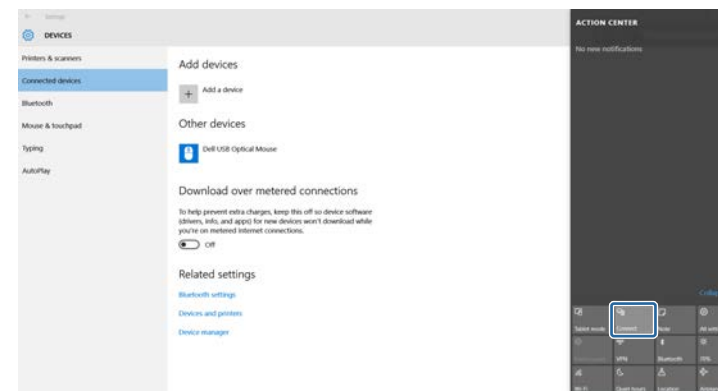 Settings
DEVICES
Printers & scanners
Connected devices
Bluetooth
Mouse & touchpad
Typing
AutoPlay
Add devices
Add a device
Other devices
Dell USB Optical Mouse
Download over metered connections
To help prevent extra charges, keep this off so device software
(drivers, info, and apps) for new devices won't download while
you're on metered Internet connections.
Off
Related settings
Bluetooth settings
Devices and printers
Device manager
ACTION CENTER
No new notifications
Tablet mode Connect Note
VPN Bluetooth
Wi-Fi Quiet hours Location